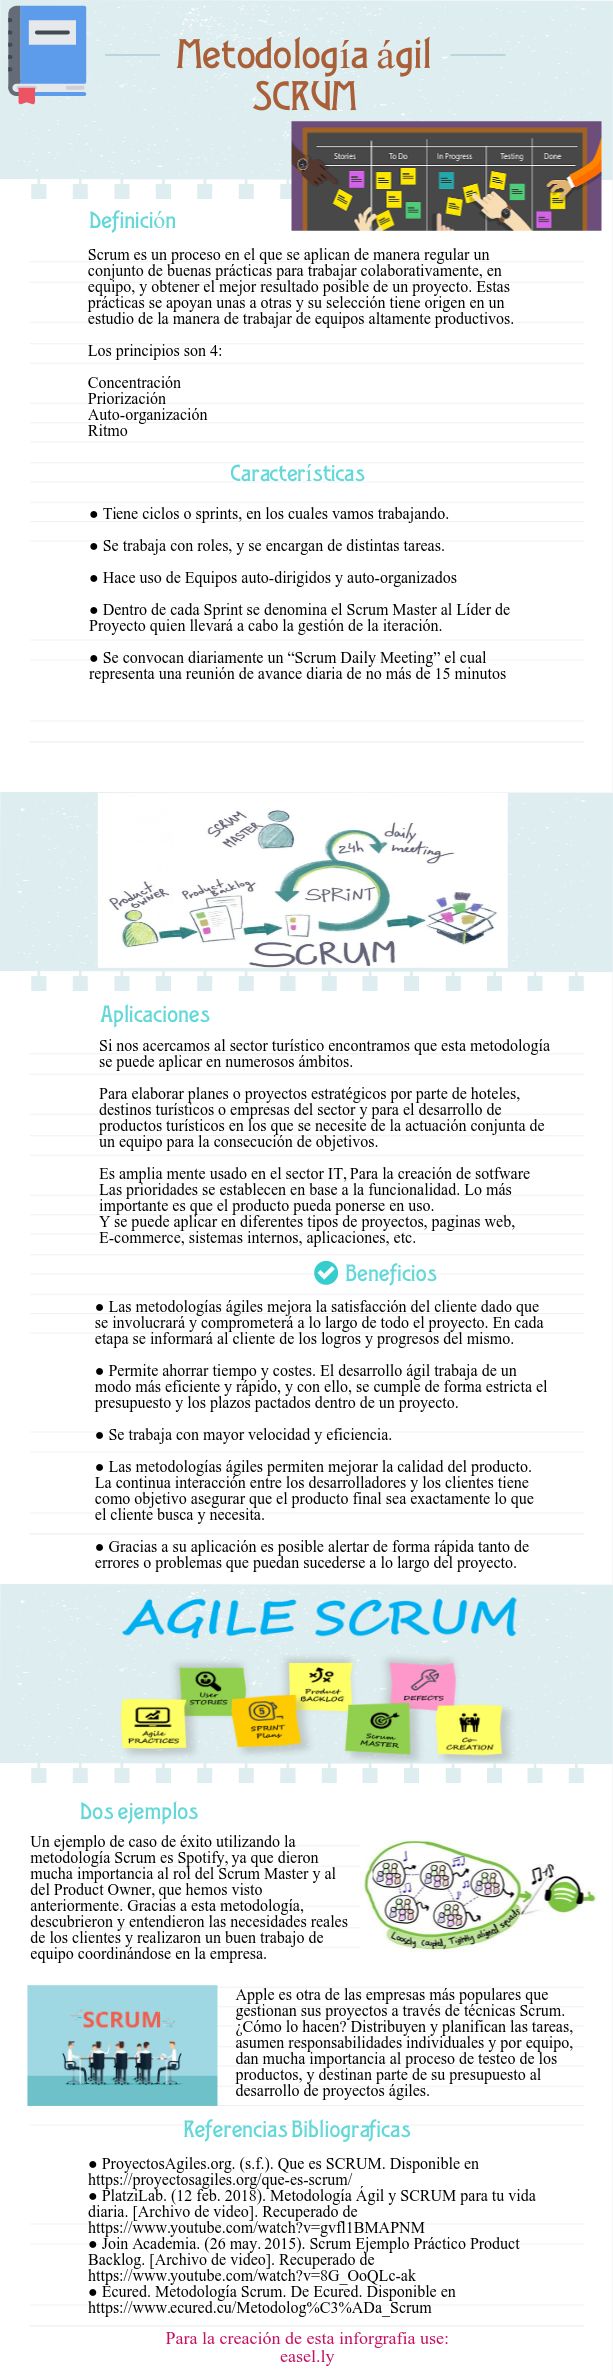 Metodología ágil
SCRUM
Stories To Do In Progress Testing Done
Definición
Scrum es un proceso en el que se aplican de manera regular un
conjunto de buenas prácticas para trabajar colaborativamente, en
equipo, y obtener el mejor resultado posible de un proyecto. Estas
prácticas se apoyan unas a otras y su selección tiene origen en un
estudio de la manera de trabajar de equipos altamente productivos.
Los principios son 4:
Concentración
Priorización
Auto-organización
Ritmo
Características
● Tiene ciclos o sprints, en los cuales vamos trabajando.
● Se trabaja con roles, y se encargan de distintas tareas.
● Hace uso de Equipos auto-dirigidos y auto-organizados
● Dentro de cada Sprint se denomina el Scrum Master al Líder de
Proyecto quien llevará a cabo la gestión de la iteración.
● Se convocan diariamente un “Scrum Daily Meeting” el cual
representa una reunión de avance diaria de no más de 15 minutos
SCRUM
MASTER
24h
daily
meeting
Product
OWNER
Product
Backlog
SPRINT
SCRUM
Aplicaciones
Si nos acercamos al sector turístico encontramos que esta metodología
se puede aplicar en numerosos ámbitos.
Para elaborar planes o proyectos estratégicos por parte de hoteles,
destinos turísticos o empresas del sector y para el desarrollo de
productos turísticos en los que se necesite de la actuación conjunta de
un equipo para la consecución de objetivos.
Es amplia mente usado en el sector IT, Para la creación de sotfware
Las prioridades se establecen en base a la funcionalidad. Lo más
importante es que el producto pueda ponerse en uso.
Y se puede aplicar en diferentes tipos de proyectos, paginas web,
E-commerce, sistemas internos, aplicaciones, etc.
Beneficios
● Las metodologías ágiles mejora la satisfacción del cliente dado que
se involucrará y comprometerá a lo largo de todo el proyecto. En cada
etapa se informará al cliente de los logros y progresos del mismo.
● Permite ahorrar tiempo y costes. El desarrollo ágil trabaja de un
modo más eficiente y rápido, y con ello, se cumple de forma estricta el
presupuesto y los plazos pactados dentro de un proyecto.
● Se trabaja con mayor velocidad y eficiencia.
● Las metodologías ágiles permiten mejorar la calidad del producto.
La continua interacción entre los desarrolladores y los clientes tiene
como objetivo asegurar que el producto final sea exactamente lo que
el cliente busca y necesita.
● Gracias a su aplicación es posible alertar de forma rápida tanto de
errores o problemas que puedan sucederse a lo largo del proyecto.
AGILE SCRUM
User
STORIES
Product
BACKLOG
DEFECTS
Agile
PRACTICES
5
SPRINT
Plans
Scrum
MASTER
Co-
CREATION
Dos ejemplos
Un ejemplo de caso de éxito utilizando la
metodología Scrum es Spotify, ya que dieron
mucha importancia al rol del Scrum Master y al
del Product Owner, que hemos visto
anteriormente. Gracias a esta metodología,
descubrieron y entendieron las necesidades reales
de los clientes y realizaron un buen trabajo de
equipo coordinándose en la empresa.
Loosely Coupled, Tightly aligned squads
SCRUM
Apple es otra de las empresas más populares que
gestionan sus proyectos a través de técnicas Scrum.
¿Cómo lo hacen? Distribuyen y planifican las tareas,
asumen responsabilidades individuales y por equipo,
dan mucha importancia al proceso de testeo de los
productos, y destinan parte de su presupuesto al
desarrollo de proyectos ágiles.
Referencias Bibliograficas
● ProyectosAgiles.org. (s.f.). Que es SCRUM. Disponible en
https://proyectosagiles.org/que-es-scrum/
● PlatziLab. (12 feb. 2018). Metodología Ágil y SCRUM para tu vida
diaria. [Archivo de video]. Recuperado de
https://www.youtube.com/watch?v=gvfl1BMAPNM
● Join Academia. (26 may. 2015). Scrum Ejemplo Práctico Product
Backlog. [Archivo de video]. Recuperado de
https://www.youtube.com/watch?v=8G_OoQLc-ak
● Ecured. Metodología Scrum. De Ecured. Disponible en
https://www.ecured.cu/Metodolog%C3%ADa_Scrum
Para la creación de esta inforgrafia use:
easel.ly